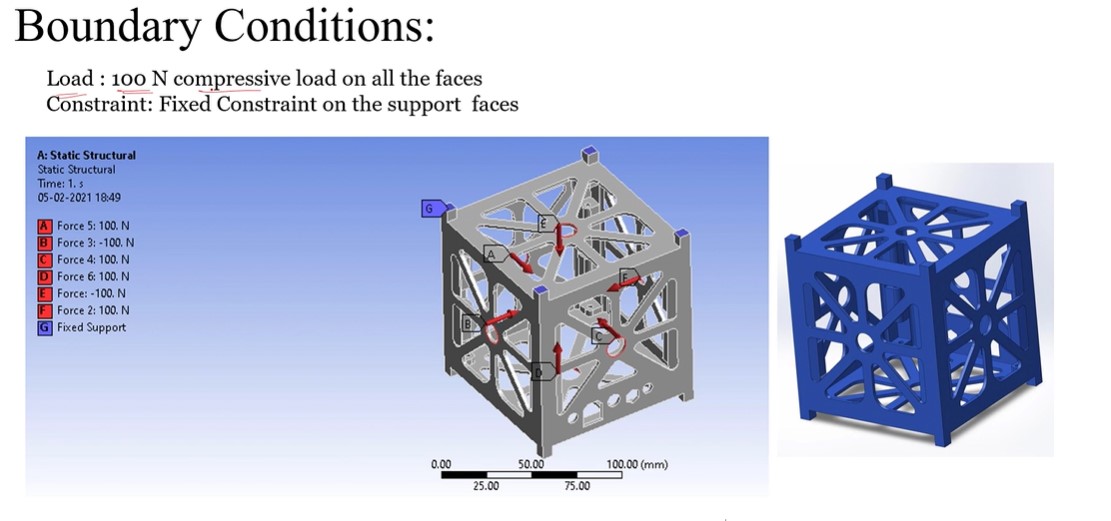 Boundary Conditions:
Load : 100 N compressive load on all the faces
Constraint: Fixed Constraint on the support faces
A: Static Structural
Static Structural
Time: 1. s
05-02-2021 18:49
A Force 5: 100. N
B Force 3: -100. N
C Force 4: 100. N
D Force 6: 100. N
E Force: -100. N
F Force 2: 100. N
G Fixed Support
G
E
A
F
B
C
D
0.00 50.00 100.00 (mm)
25.00 75.00